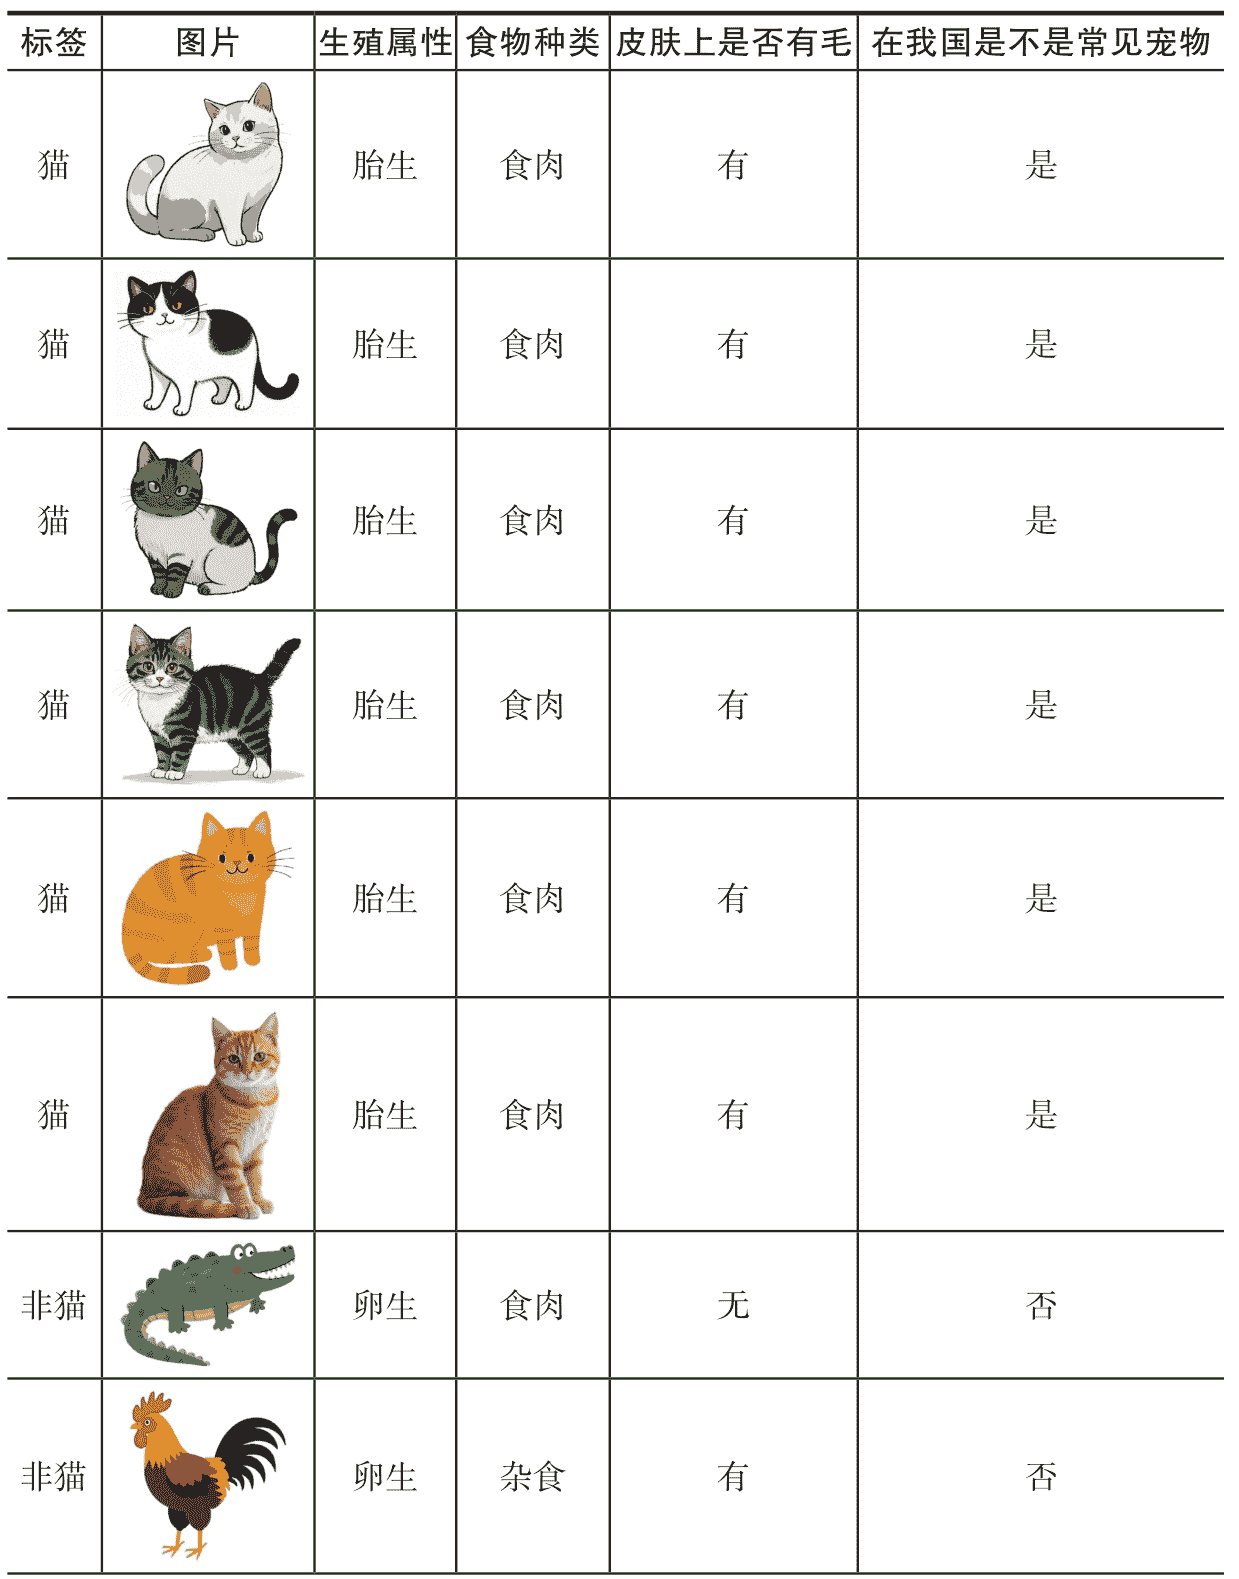 标签 图片 生殖属性 食物种类 皮肤上是否有毛 在我国是不是常见宠物
猫 胎生 食肉 有 是
猫 胎生 食肉 有 是
猫 胎生 食肉 有 是
猫 胎生 食肉 有 是
猫 胎生 食肉 有 是
猫 胎生 食肉 有 是
非猫 卵生 食肉 无 否
非猫 卵生 杂食 有 否